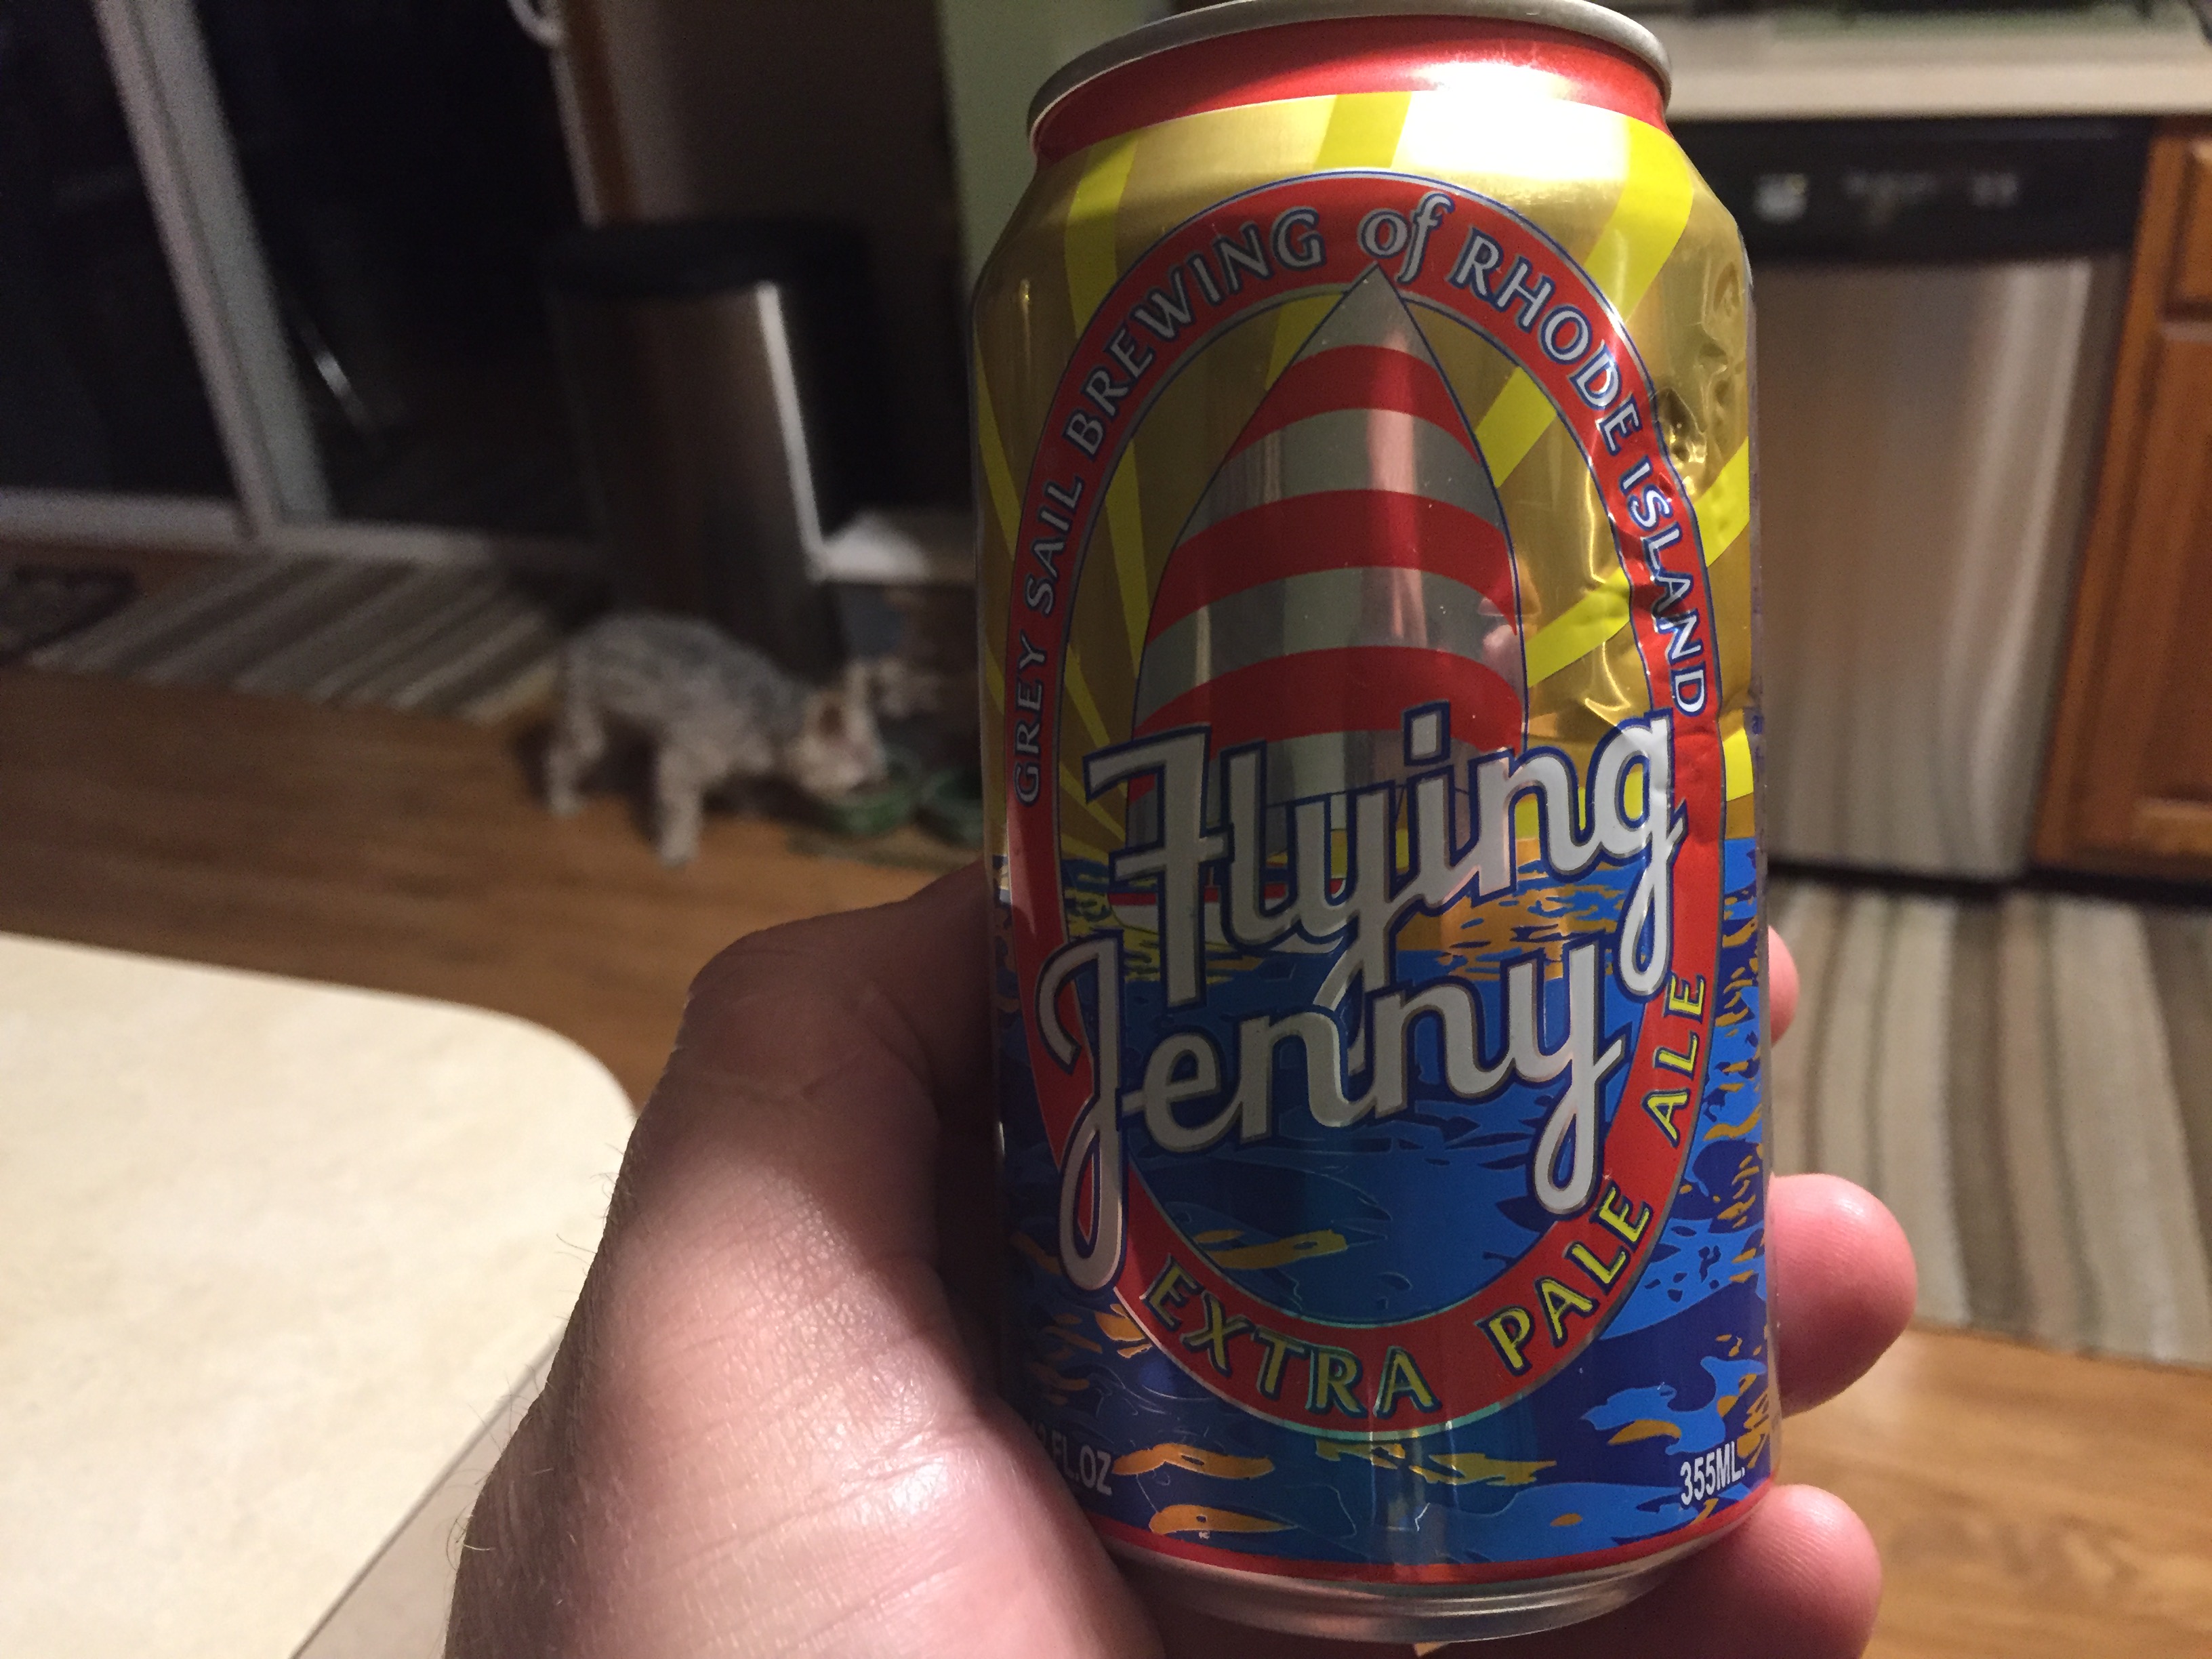 GREY SAIL BREWING of RHODE ISLAND
Flying
Jenny
EXTRA PALE ALE
FL.OZ
355ML.